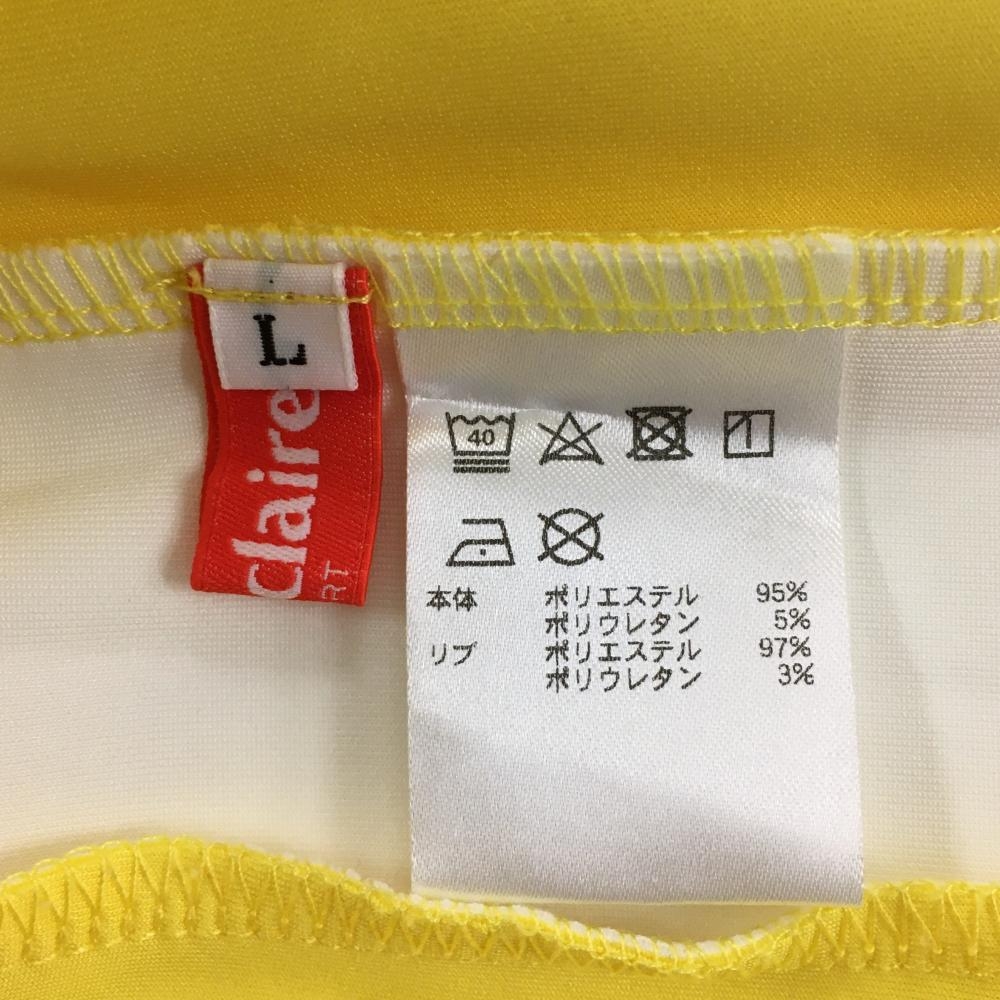 L
claire
RT
40
本体 ポリエステル 95%
ポリウレタン 5%
リブ ポリエステル 97%
ポリウレタン 3%